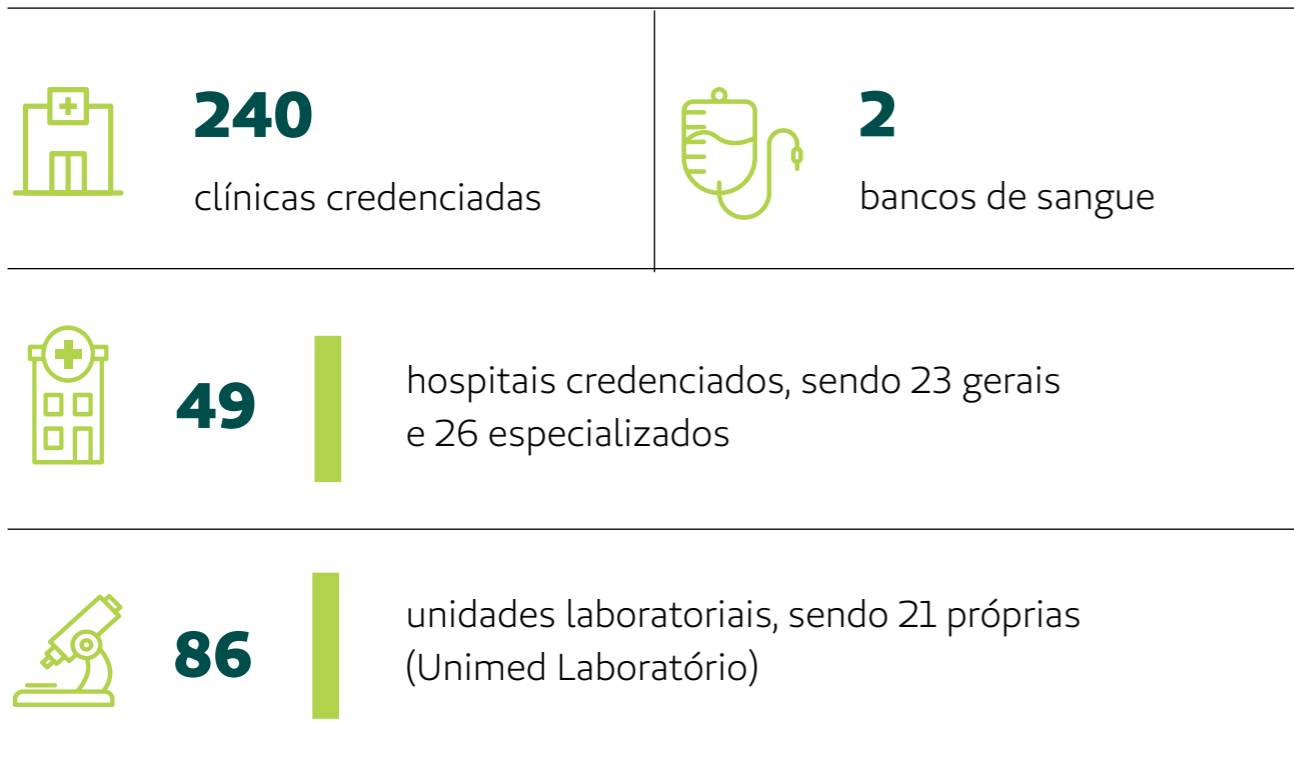 240
clínicas credenciadas
2
bancos de sangue
49
hospitais credenciados, sendo 23 gerais
e 26 especializados
86
unidades laboratoriais, sendo 21 próprias
(Unimed Laboratório)